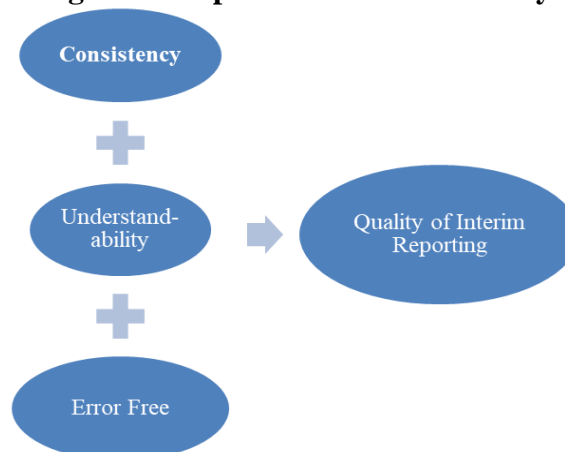 Consistency
Understand-
ability
Quality of Interim
Reporting
Error Free